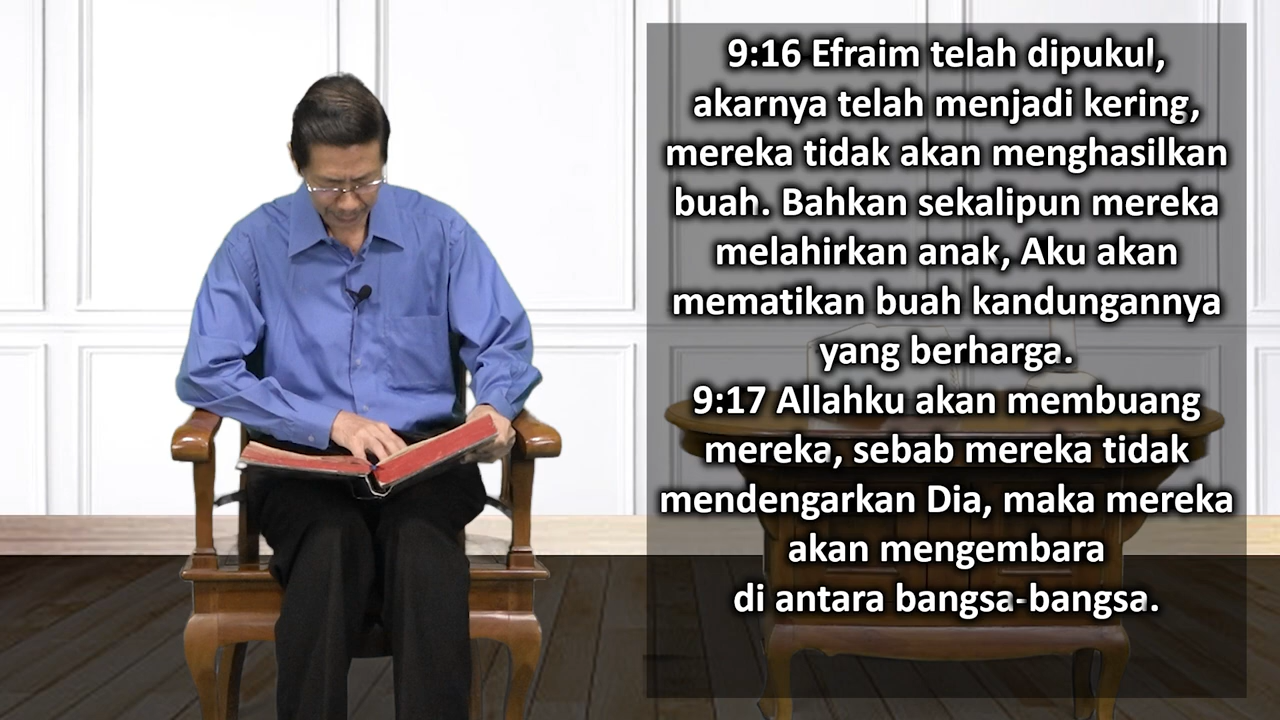 9:16 Efraim telah dipukul,
akarnya telah menjadi kering,
mereka tidak akan menghasilkan
buah. Bahkan sekalipun mereka
melahirkan anak, Aku akan
mematikan buah kandungannya
yang berharga.
9:17 Allahku akan membuang
mereka, sebab mereka tidak
mendengarkan Dia, maka mereka
akan mengembara
di antara bangsa-bangsa.